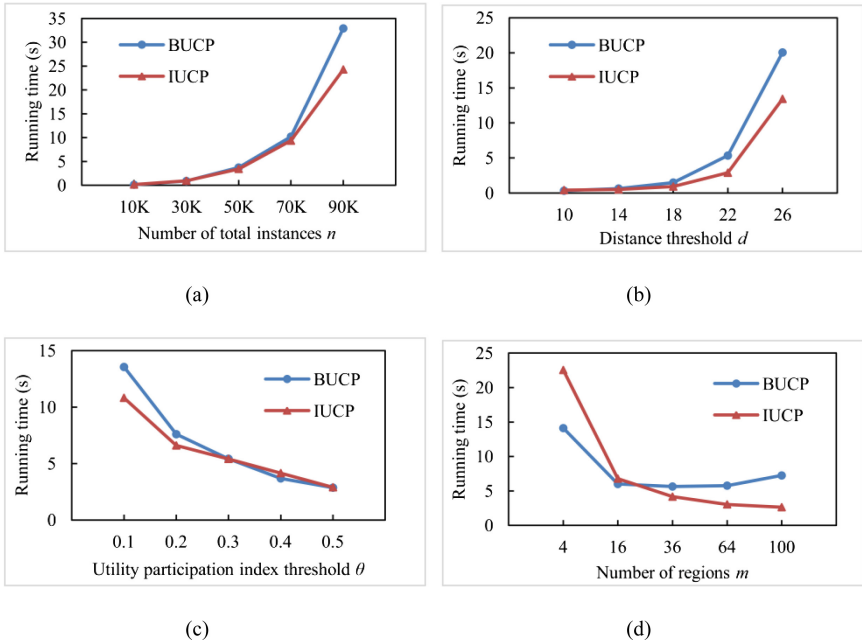 35
30
25
20
15
10
5
0
Running time (s)
BUCP
IUCP
10K 30K 50K 70K 90K
Number of total instances n
(a)
25
20
15
10
5
0
Running time (s)
BUCP
IUCP
10 14 18 22 26
Distance threshold d
(b)
15
10
5
0
Running time (s)
BUCP
IUCP
0.1 0.2 0.3 0.4 0.5
Utility participation index threshold θ
(c)
25
20
15
10
5
0
Running time (s)
BUCP
IUCP
4 16 36 64 100
Number of regions m
(d)